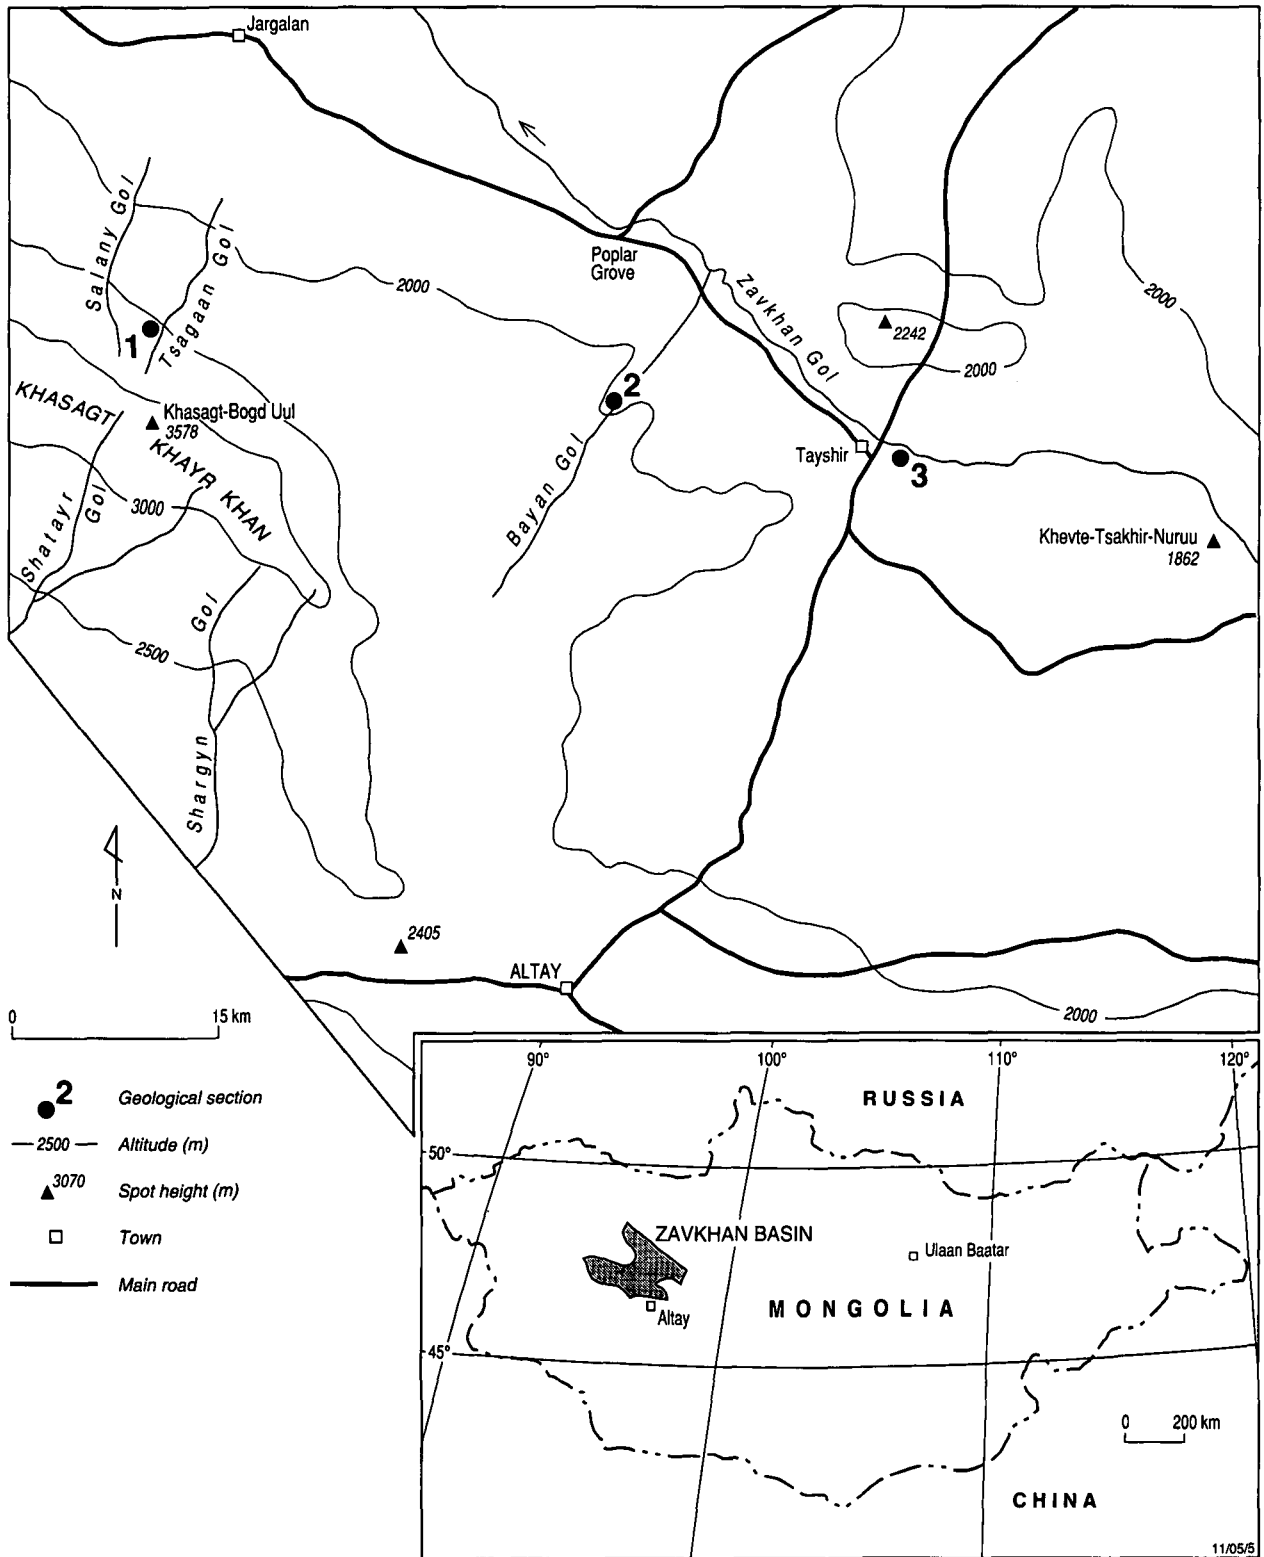 Jargalan
Salany Gol
Tsagaan Gol
2000
Poplar
Grove
Zavkhan Gol
2000
2242
2000
1
2
KHASAGT
Khasagt-Bogd Uul
3578
KHAYR KHAN
Tayshir
3
Bayan Gol
3000
Shatayr
Gol
Khevte-Tsakhir-Nuruu
1862
Gol
2500
Shargyn
N
2405
ALTAY
2000
0
15 km
2
Geological section
2500
Altitude (m)
3070
Spot height (m)
Town
Main road
90°
100°
110°
120°
RUSSIA
50°
ZAVKHAN BASIN
Ulaan Baatar
MONGOLIA
Altay
45°
0
200 km
CHINA
11/05/5